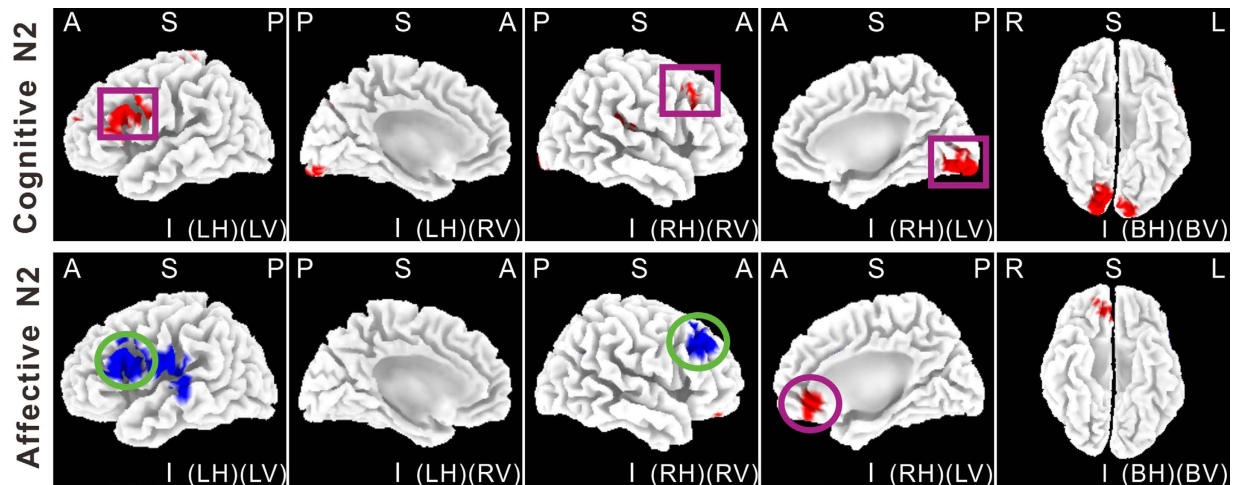 Cognitive N2
A S P
I (LH)(LV)
P S A
I (LH)(RV)
P S A
I (RH)(RV)
A S P
I (RH)(LV)
R S L
I (BH)(BV)
Affective N2
A S P
I (LH)(LV)
P S A
I (LH)(RV)
P S A
I (RH)(RV)
A S P
I (RH)(LV)
R S L
I (BH)(BV)